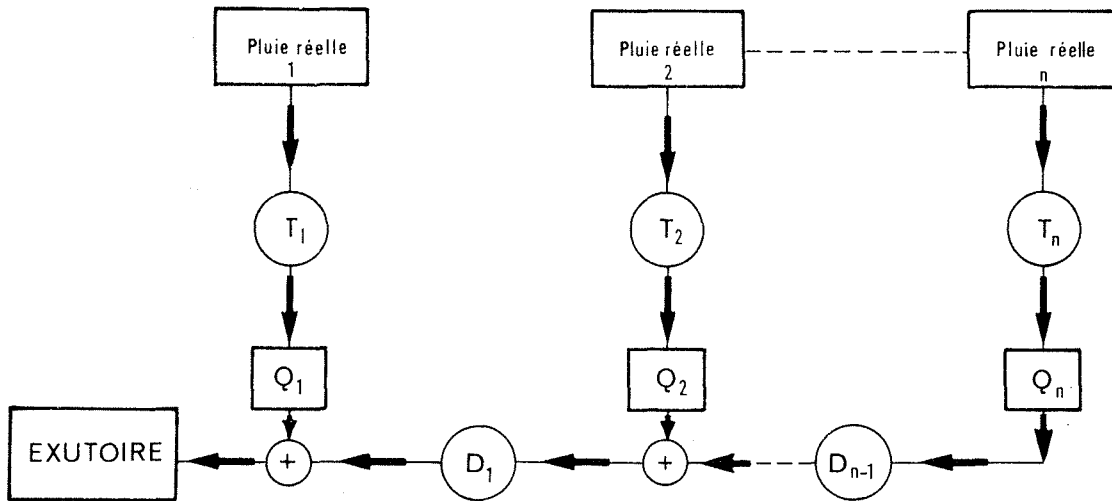 Pluie réelle
1
Pluie réelle
2
Pluie réelle
n
T1
T2
Tn
Q1
Q2
Qn
EXUTOIRE
+
D1
+
Dn-1